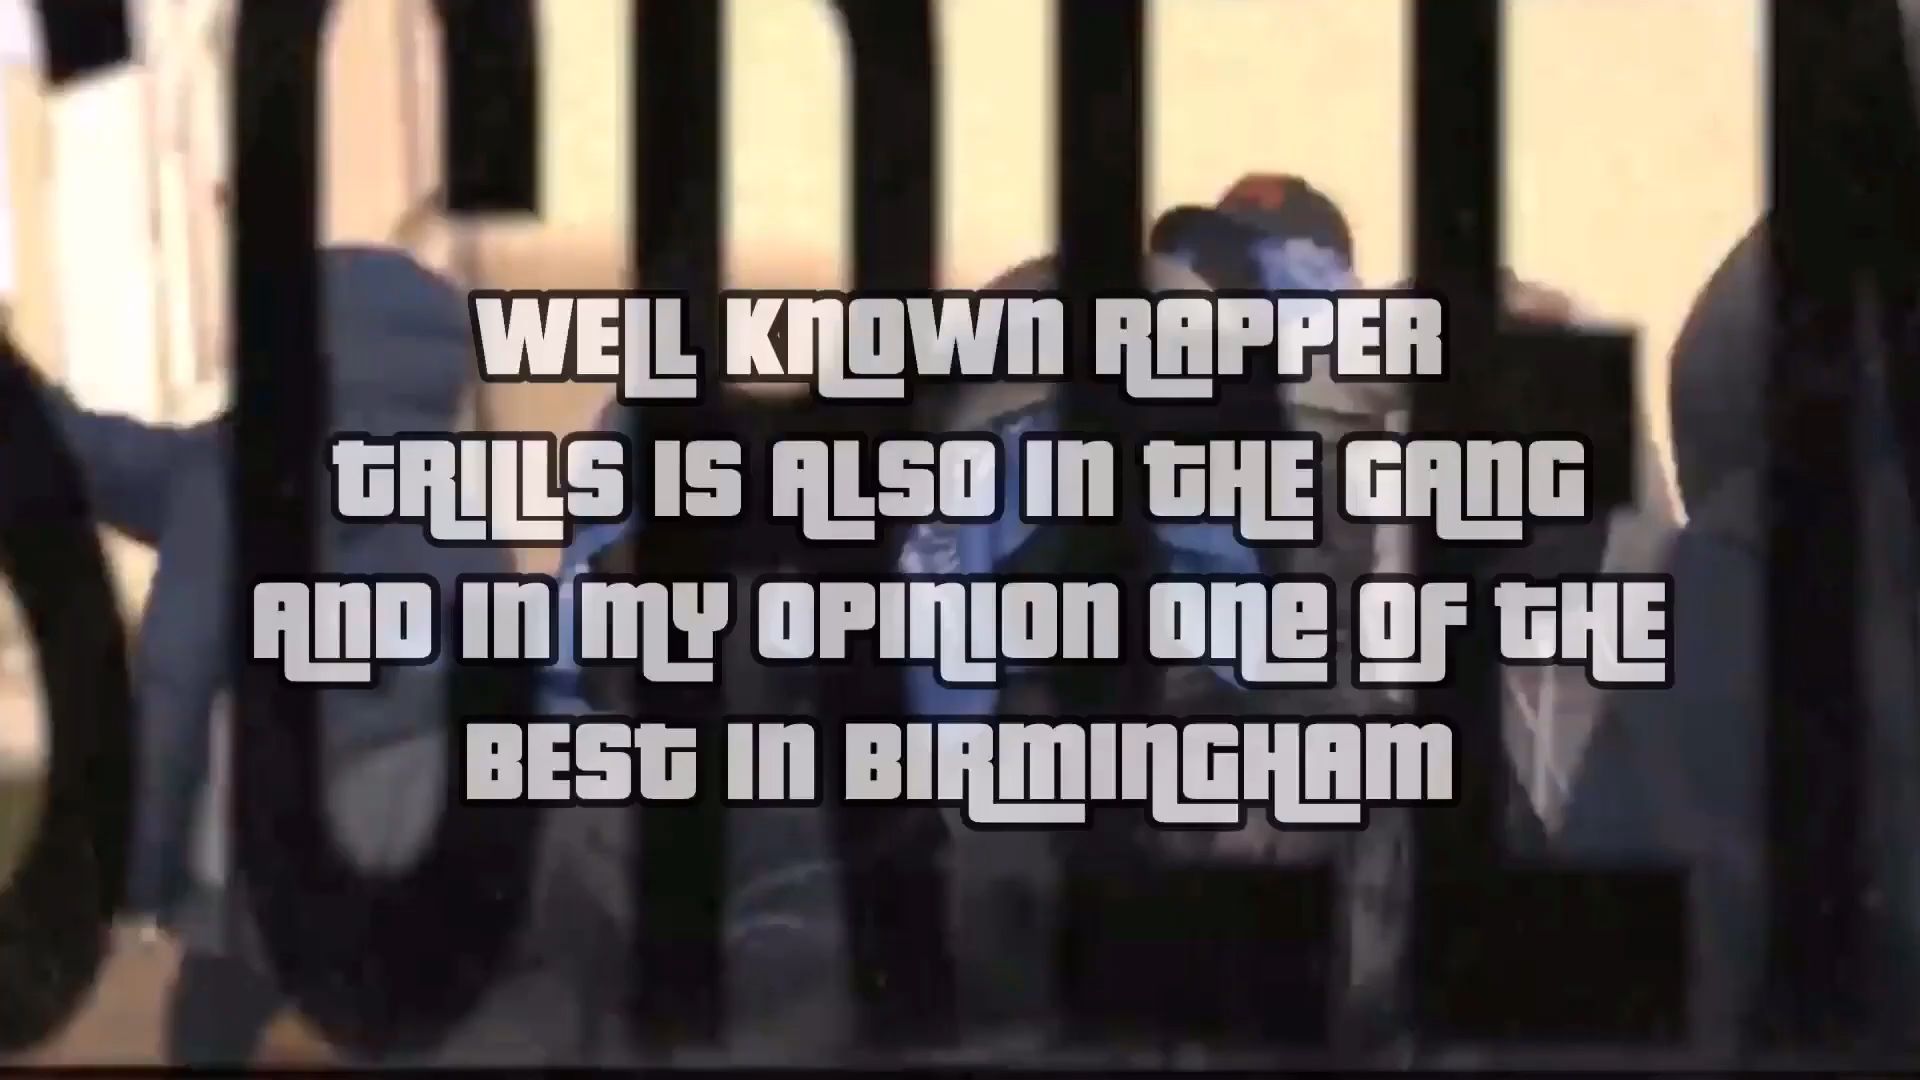 WELL KNOWN RAPPER
TRILLS IS ALSO IN THE GANG
AND IN MY OPINION ONE OF THE
BEST IN BIRMINGHAM